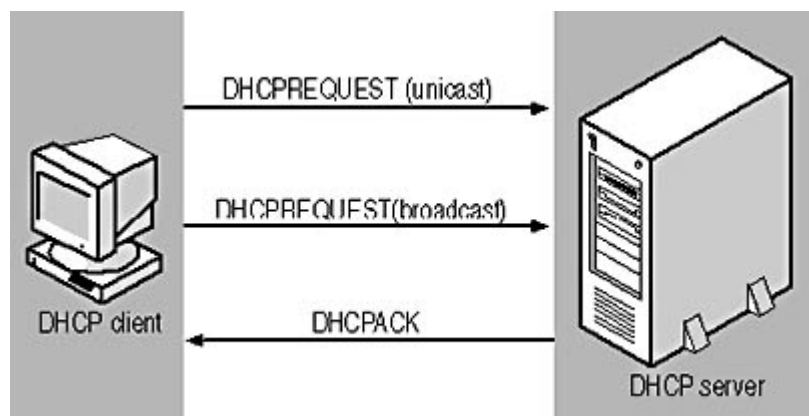 DHCPREQUEST (unicast)
DHCPREQUEST(broadcast)
DHCP client
DHCPACK
DHCP server